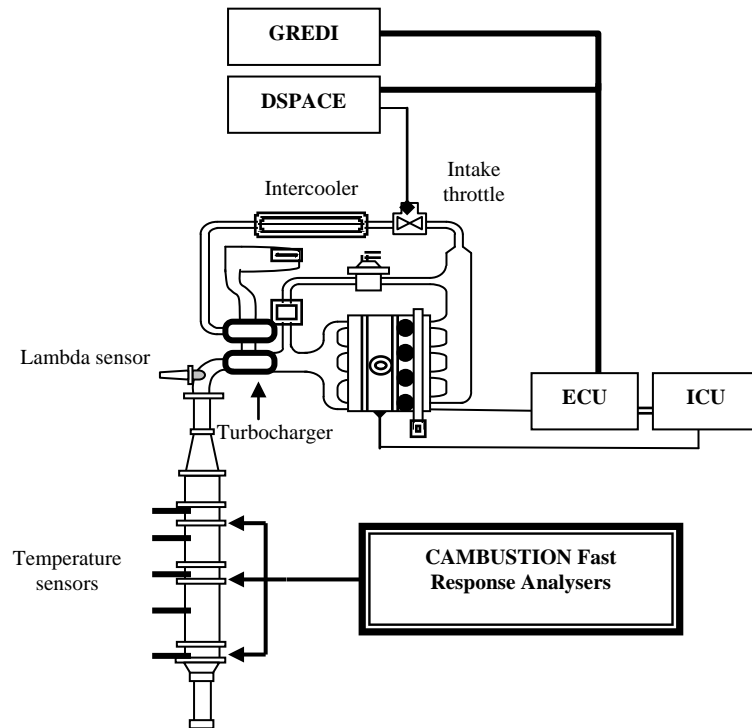 GREDI
DSPACE
Intake
throttle
Intercooler
Lambda sensor
ECU
ICU
Turbocharger
Temperature
sensors
CAMBUSTION Fast
Response Analysers